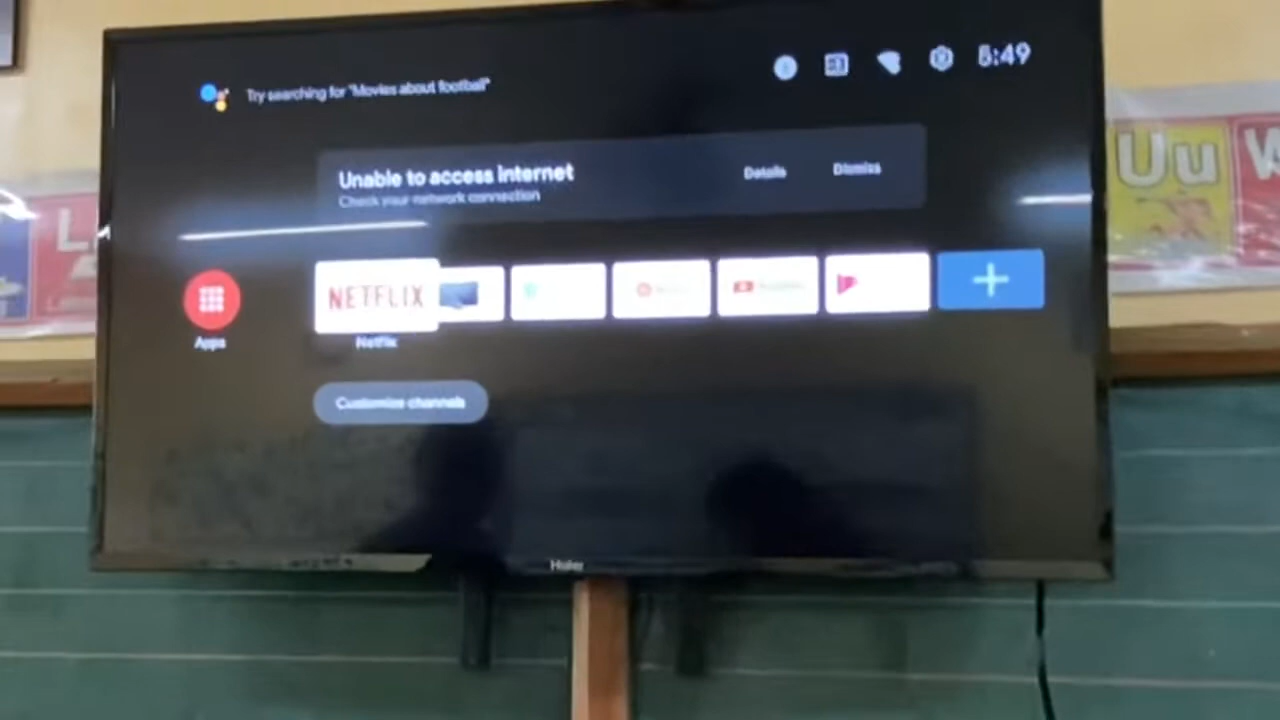 Try searching for "Movies about football"
5:49
Unable to access Internet
Check your network connection
Details
Dismiss
Uu
W
L
NETFLIX
Apps
Netflix
Customize channels
Haier